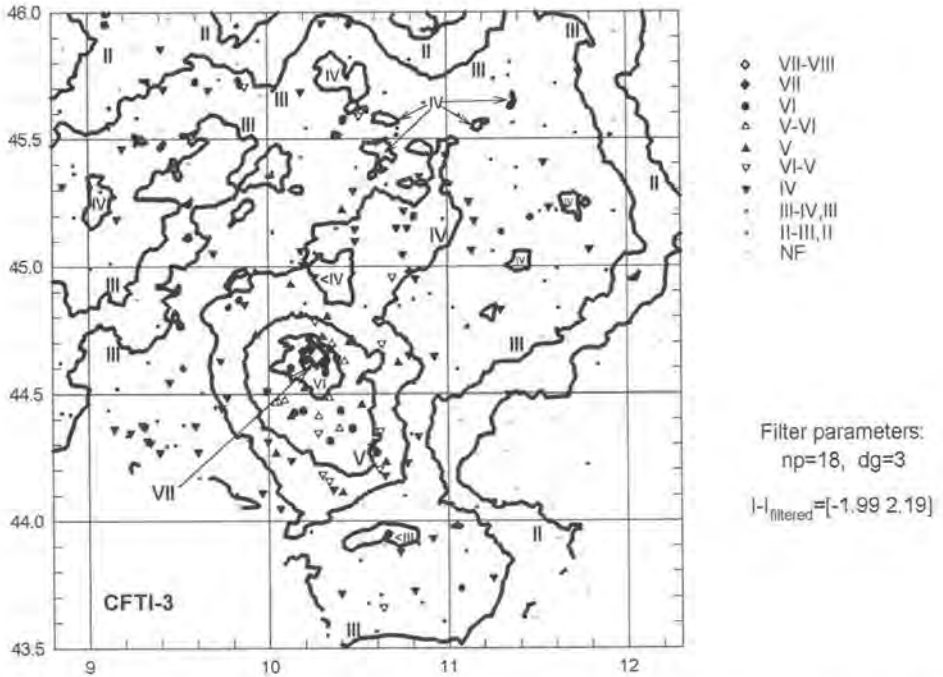 46.0
45.5
45.0
44.5
44.0
43.5
9
10
11
12
II
II
II
III
III
III
IV
IV
III
IV
IV
II
IV
IV
<IV
III
III
III
VI
V
VII
<III
II
III
CFTI-3
VII-VIII
VII
VI
V-VI
V
VI-V
IV
III-IV,III
II-III,II
NF
Filter parameters:
np=18, dg=3
I-Ifiltered=[-1.99 2.19]